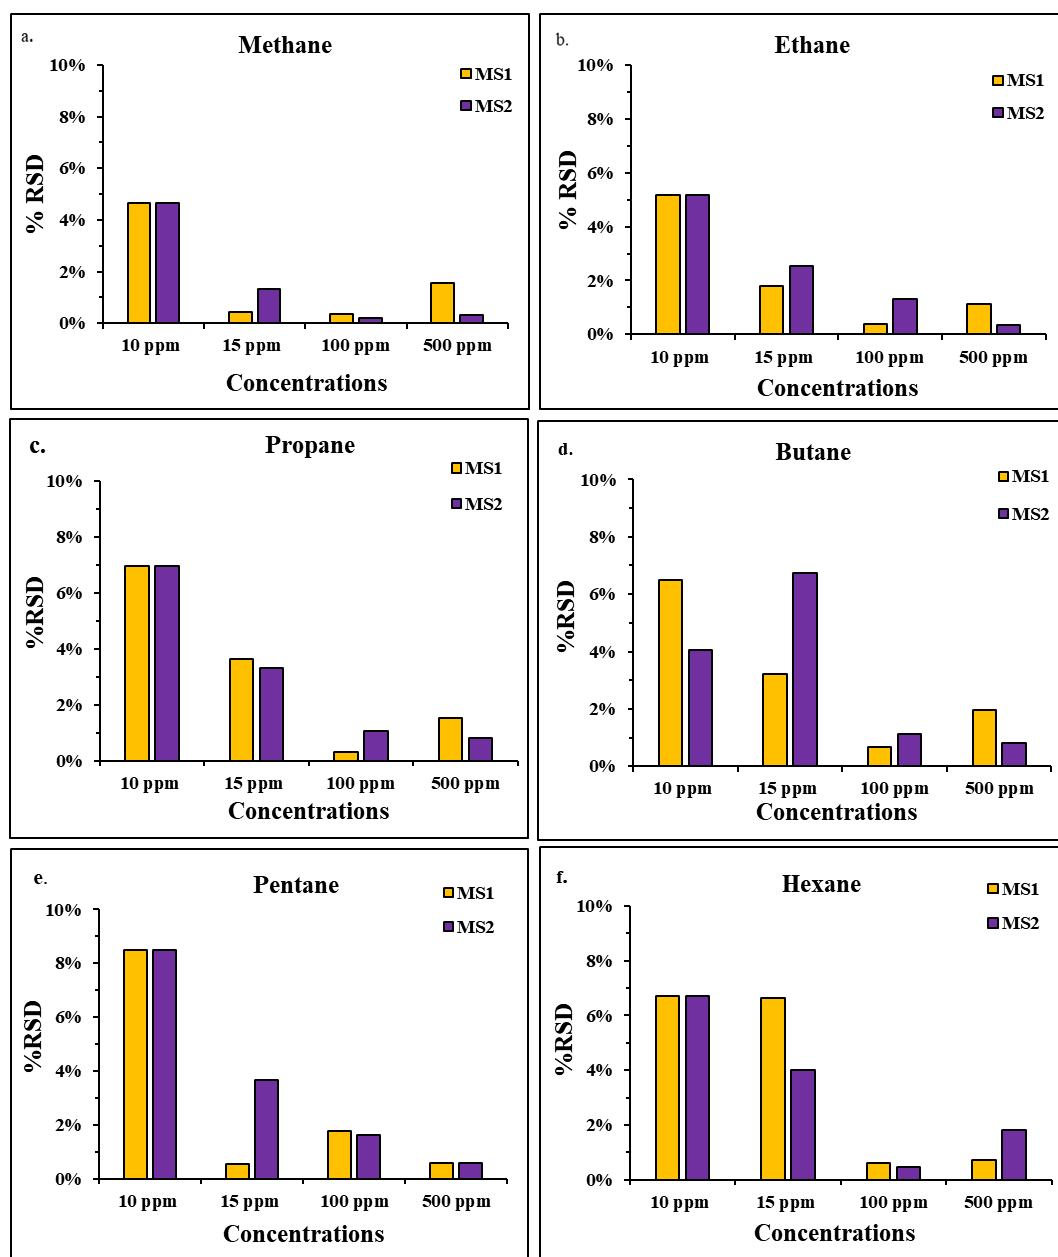 a.
Methane
10%
8%
6%
4%
2%
0%
% RSD
MS1
MS2
10 ppm 15 ppm 100 ppm 500 ppm
Concentrations
b.
Ethane
10%
8%
6%
4%
2%
0%
% RSD
MS1
MS2
10 ppm 15 ppm 100 ppm 500 ppm
Concentrations
c.
Propane
10%
8%
6%
4%
2%
0%
%RSD
MS1
MS2
10 ppm 15 ppm 100 ppm 500 ppm
Concentrations
d.
Butane
10%
8%
6%
4%
2%
0%
%RSD
MS1
MS2
10 ppm 15 ppm 100 ppm 500 ppm
Concentrations
e.
Pentane
10%
8%
6%
4%
2%
0%
%RSD
MS1
MS2
10 ppm 15 ppm 100 ppm 500 ppm
Concentrations
f.
Hexane
10%
8%
6%
4%
2%
0%
%RSD
MS1
MS2
10 ppm 15 ppm 100 ppm 500 ppm
Concentrations